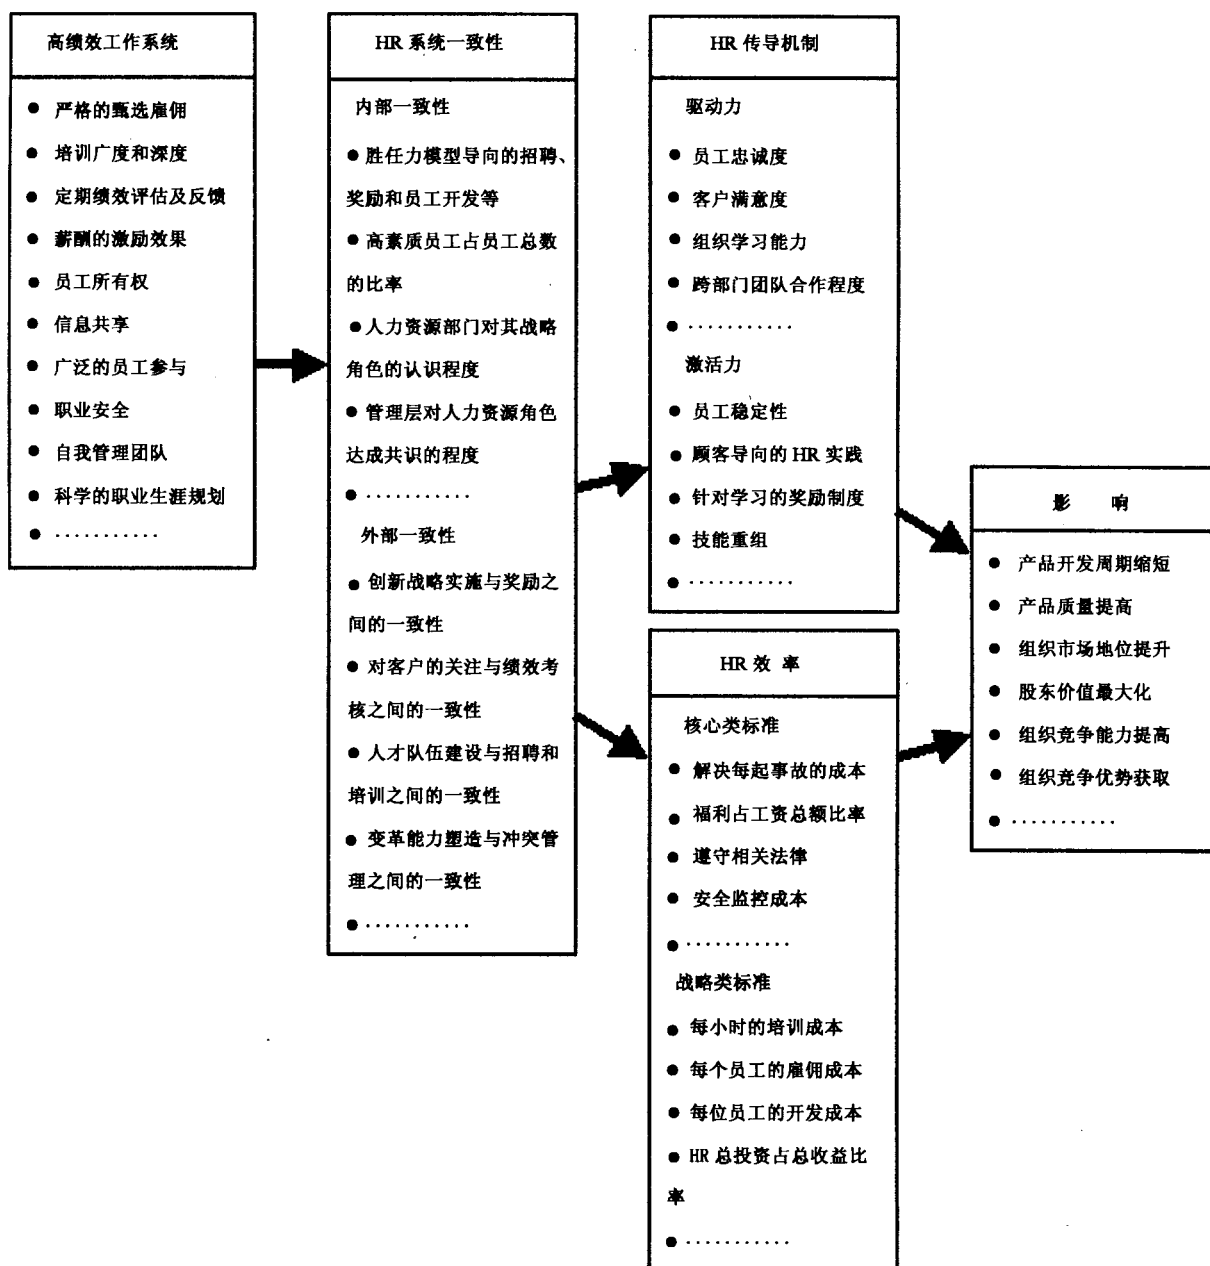 高绩效工作系统
● 严格的甄选雇佣
● 培训广度和深度
● 定期绩效评估及反馈
● 薪酬的激励效果
● 员工所有权
● 信息共享
● 广泛的员工参与
● 职业安全
● 自我管理团队
● 科学的职业生涯规划
● ···········
HR 系统一致性
内部一致性
● 胜任力模型导向的招聘、
奖励和员工开发等
● 高素质员工占员工总数
的比率
● 人力资源部门对其战略
角色的认识程度
● 管理层对人力资源角色
达成共识的程度
● ···········
外部一致性
● 创新战略实施与奖励之
间的一致性
● 对客户的关注与绩效考
核之间的一致性
● 人才队伍建设与招聘和
培训之间的一致性
● 变革能力塑造与冲突管
理之间的一致性
● ···········
HR 传导机制
驱动力
● 员工忠诚度
● 客户满意度
● 组织学习能力
● 跨部门团队合作程度
● ···········
激活力
● 员工稳定性
● 顾客导向的 HR 实践
● 针对学习的奖励制度
● 技能重组
● ···········
HR 效 率
核心类标准
● 解决每起事故的成本
● 福利占工资总额比率
● 遵守相关法律
● 安全监控成本
● ···········
战略类标准
● 每小时的培训成本
● 每个员工的雇佣成本
● 每位员工的开发成本
● HR 总投资占总收益比
率
● ···········
影 响
● 产品开发周期缩短
● 产品质量提高
● 组织市场地位提升
● 股东价值最大化
● 组织竞争能力提高
● 组织竞争优势获取
● ···········